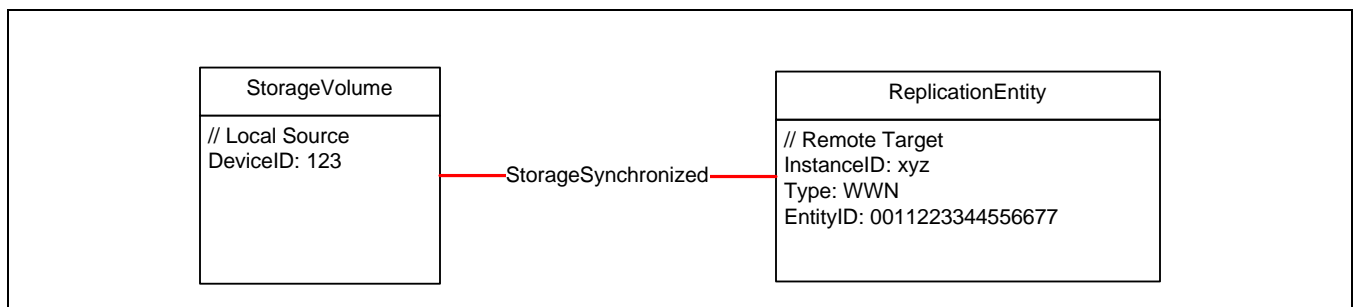 StorageVolume
// Local Source
DeviceID: 123
StorageSynchronized
ReplicationEntity
// Remote Target
InstanceID: xyz
Type: WWN
EntityID: 0011223344556677